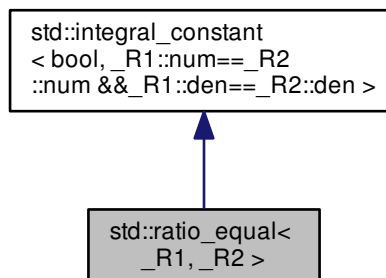 std::integral_constant
< bool, _R1::num==_R2
::num &&_R1::den==_R2::den >
std::ratio_equal<
_R1, _R2 >